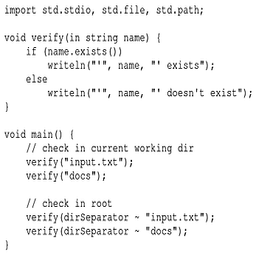 import std.stdio, std.file, std.path;

void verify(in string name) {
    if (name.exists())
        writeln("'", name, "' exists");
    else
        writeln("'", name, "' doesn't exist");
}

void main() {
    // check in current working dir
    verify("input.txt");
    verify("docs");

    // check in root
    verify(dirSeparator ~ "input.txt");
    verify(dirSeparator ~ "docs");
}